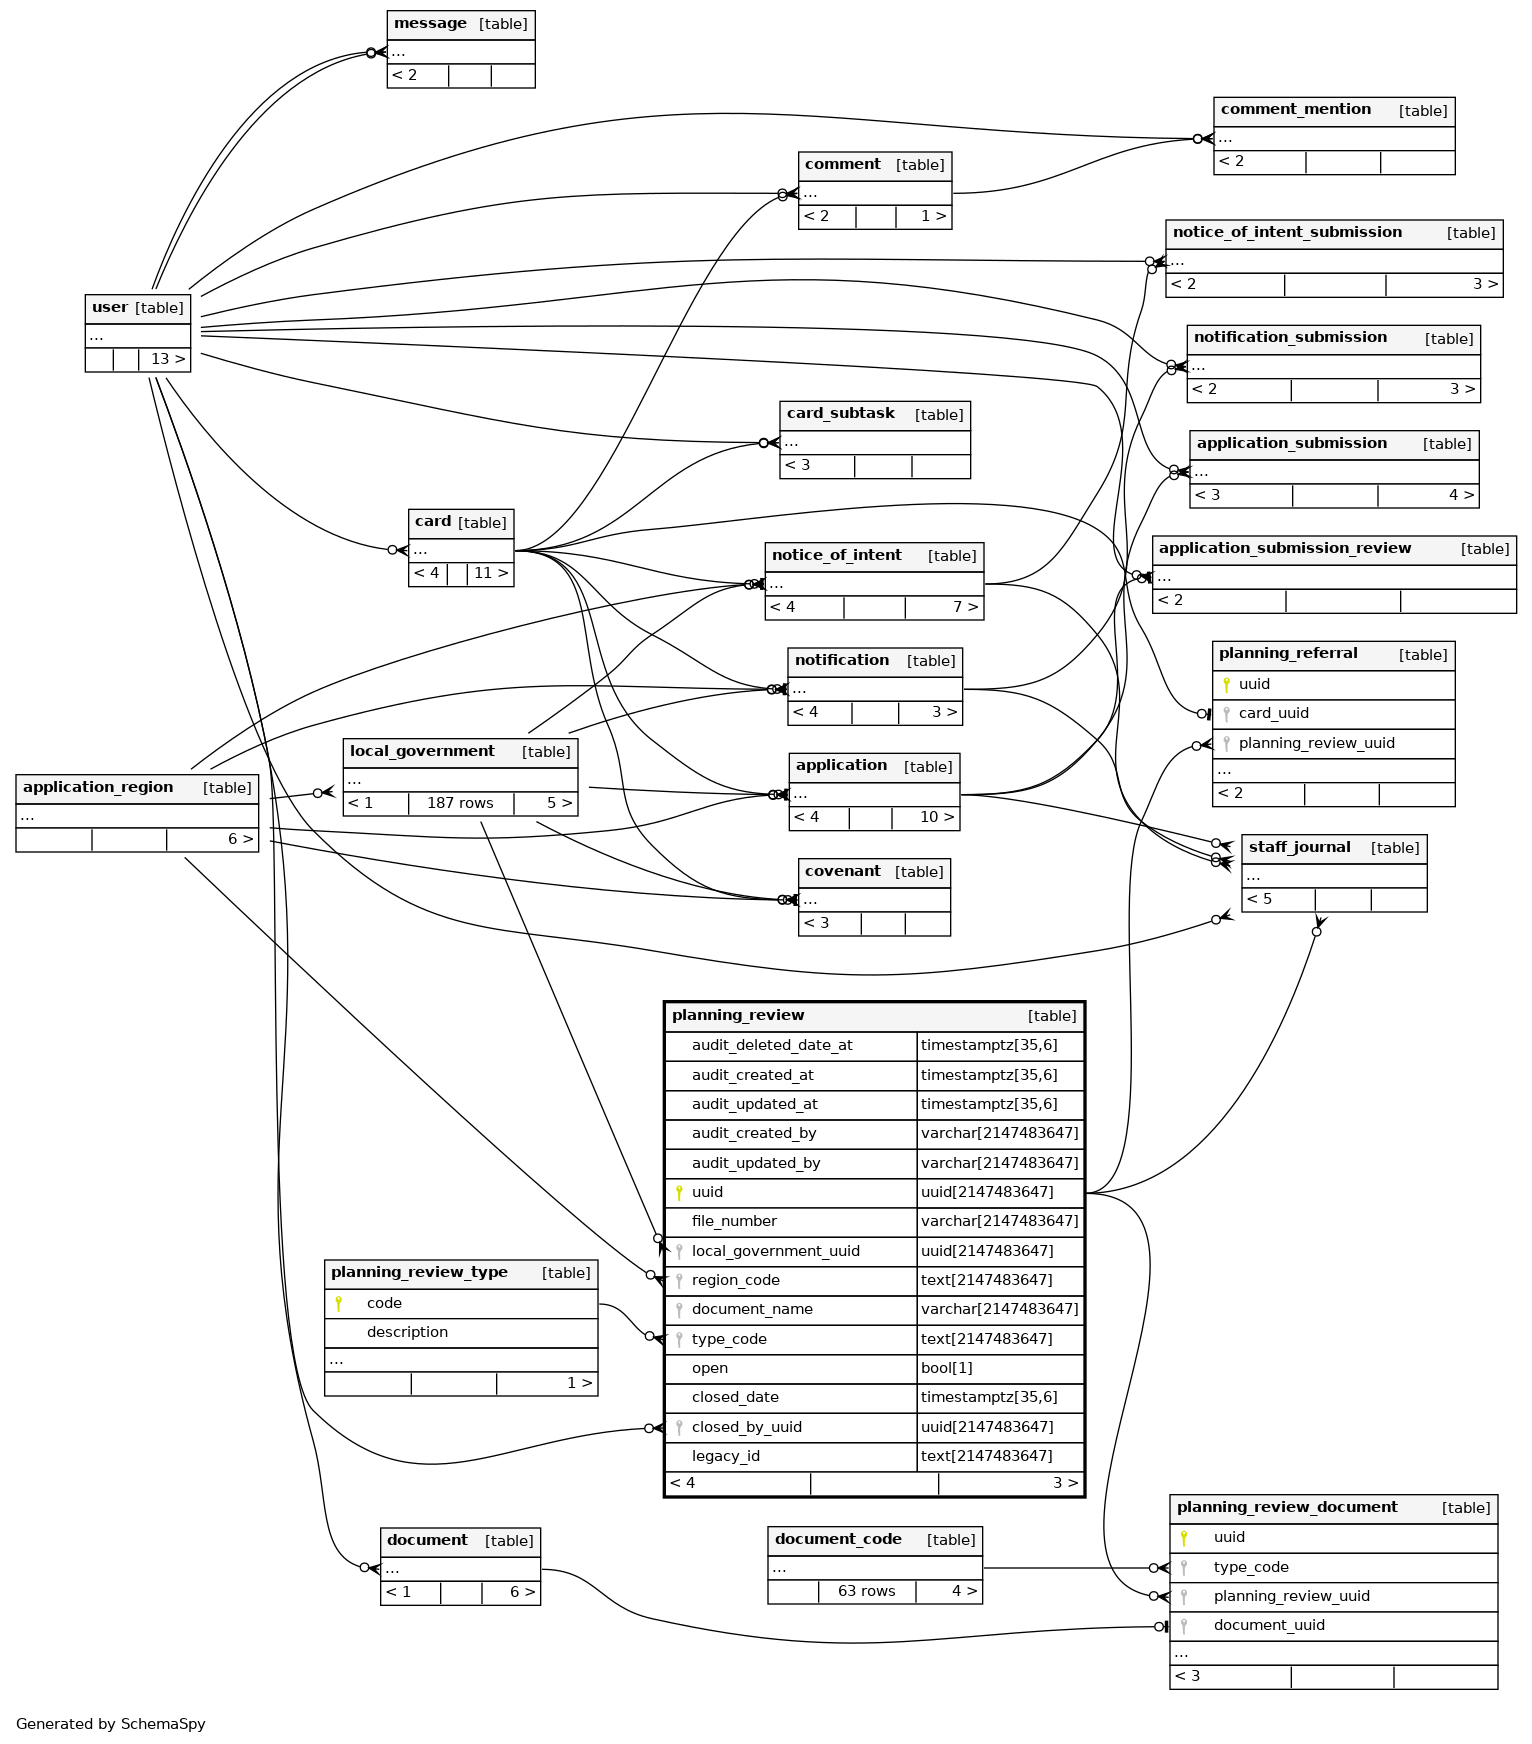 message [table]
...
< 2
comment_mention [table]
...
< 2
comment [table]
...
< 2 1 >
notice_of_intent_submission [table]
...
< 2 3 >
user [table]
...
13 >
notification_submission [table]
...
< 2 3 >
card_subtask [table]
...
< 3
application_submission [table]
...
< 3 4 >
card [table]
...
< 4 11 >
application_submission_review [table]
...
< 2
notice_of_intent [table]
...
< 4 7 >
planning_referral [table]
uuid
card_uuid
planning_review_uuid
...
< 2
notification [table]
...
< 4 3 >
local_government [table]
...
< 1 187 rows 5 >
application [table]
...
< 4 10 >
application_region [table]
...
6 >
staff_journal [table]
...
< 5
covenant [table]
...
< 3
planning_review [table]
audit_deleted_date_at timestamptz[35,6]
audit_created_at timestamptz[35,6]
audit_updated_at timestamptz[35,6]
audit_created_by varchar[2147483647]
audit_updated_by varchar[2147483647]
uuid uuid[2147483647]
file_number varchar[2147483647]
local_government_uuid uuid[2147483647]
region_code text[2147483647]
document_name varchar[2147483647]
type_code text[2147483647]
open bool[1]
closed_date timestamptz[35,6]
closed_by_uuid uuid[2147483647]
legacy_id text[2147483647]
< 4 3 >
planning_review_type [table]
code
description
...
1 >
planning_review_document [table]
uuid
type_code
planning_review_uuid
document_uuid
...
< 3
document [table]
...
< 1 6 >
document_code [table]
...
63 rows 4 >
Generated by SchemaSpy